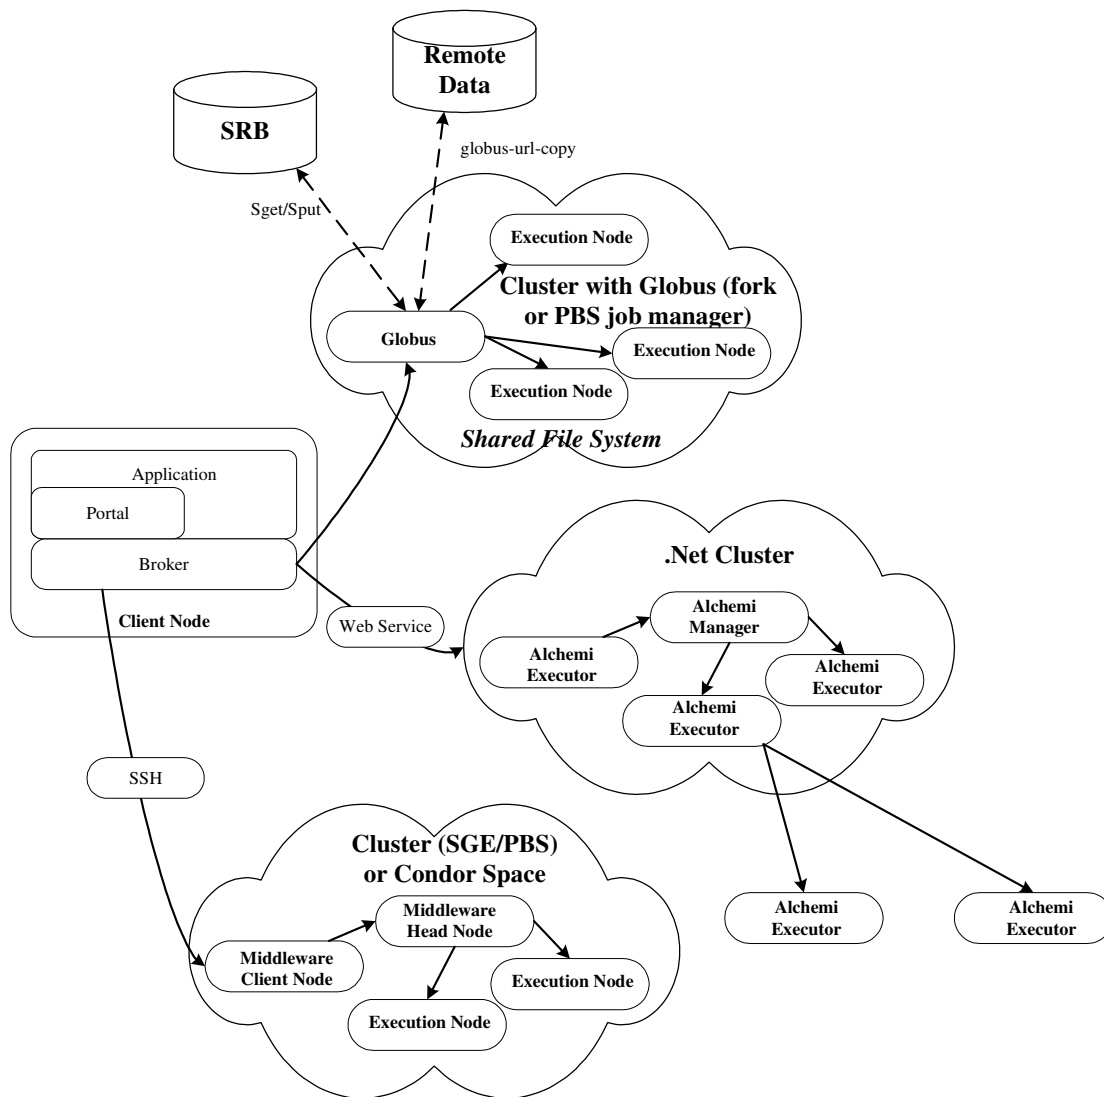 Remote
Data
SRB
globus-url-copy
Sget/Sput
Execution Node
Cluster with Globus (fork
or PBS job manager)
Globus
Execution Node
Execution Node
Shared File System
Application
Portal
Broker
Client Node
.Net Cluster
Web Service
Alchemi
Manager
Alchemi
Executor
Alchemi
Executor
Alchemi
Executor
SSH
Cluster (SGE/PBS)
or Condor Space
Middleware
Head Node
Middleware
Client Node
Execution Node
Execution Node
Alchemi
Executor
Alchemi
Executor